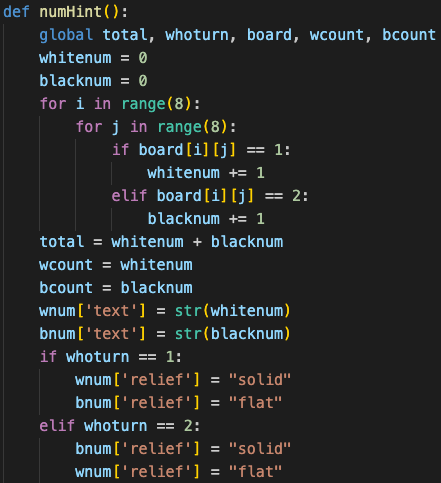 def numHint():
    global total, whoturn, board, wcount, bcount
    whitenum = 0
    blacknum = 0
    for i in range(8):
        for j in range(8):
            if board[i][j] == 1:
                whitenum += 1
            elif board[i][j] == 2:
                blacknum += 1
    total = whitenum + blacknum
    wcount = whitenum
    bcount = blacknum
    wnum['text'] = str(whitenum)
    bnum['text'] = str(blacknum)
    if whoturn == 1:
        wnum['relief'] = "solid"
        bnum['relief'] = "flat"
    elif whoturn == 2:
        bnum['relief'] = "solid"
        wnum['relief'] = "flat"